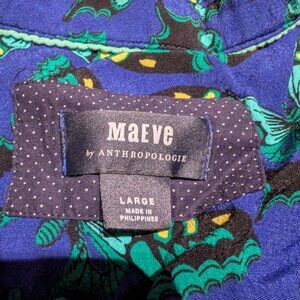 MaEVe
by ANTHROPOLOGIE
LARGE
MADE IN
PHILIPPINES